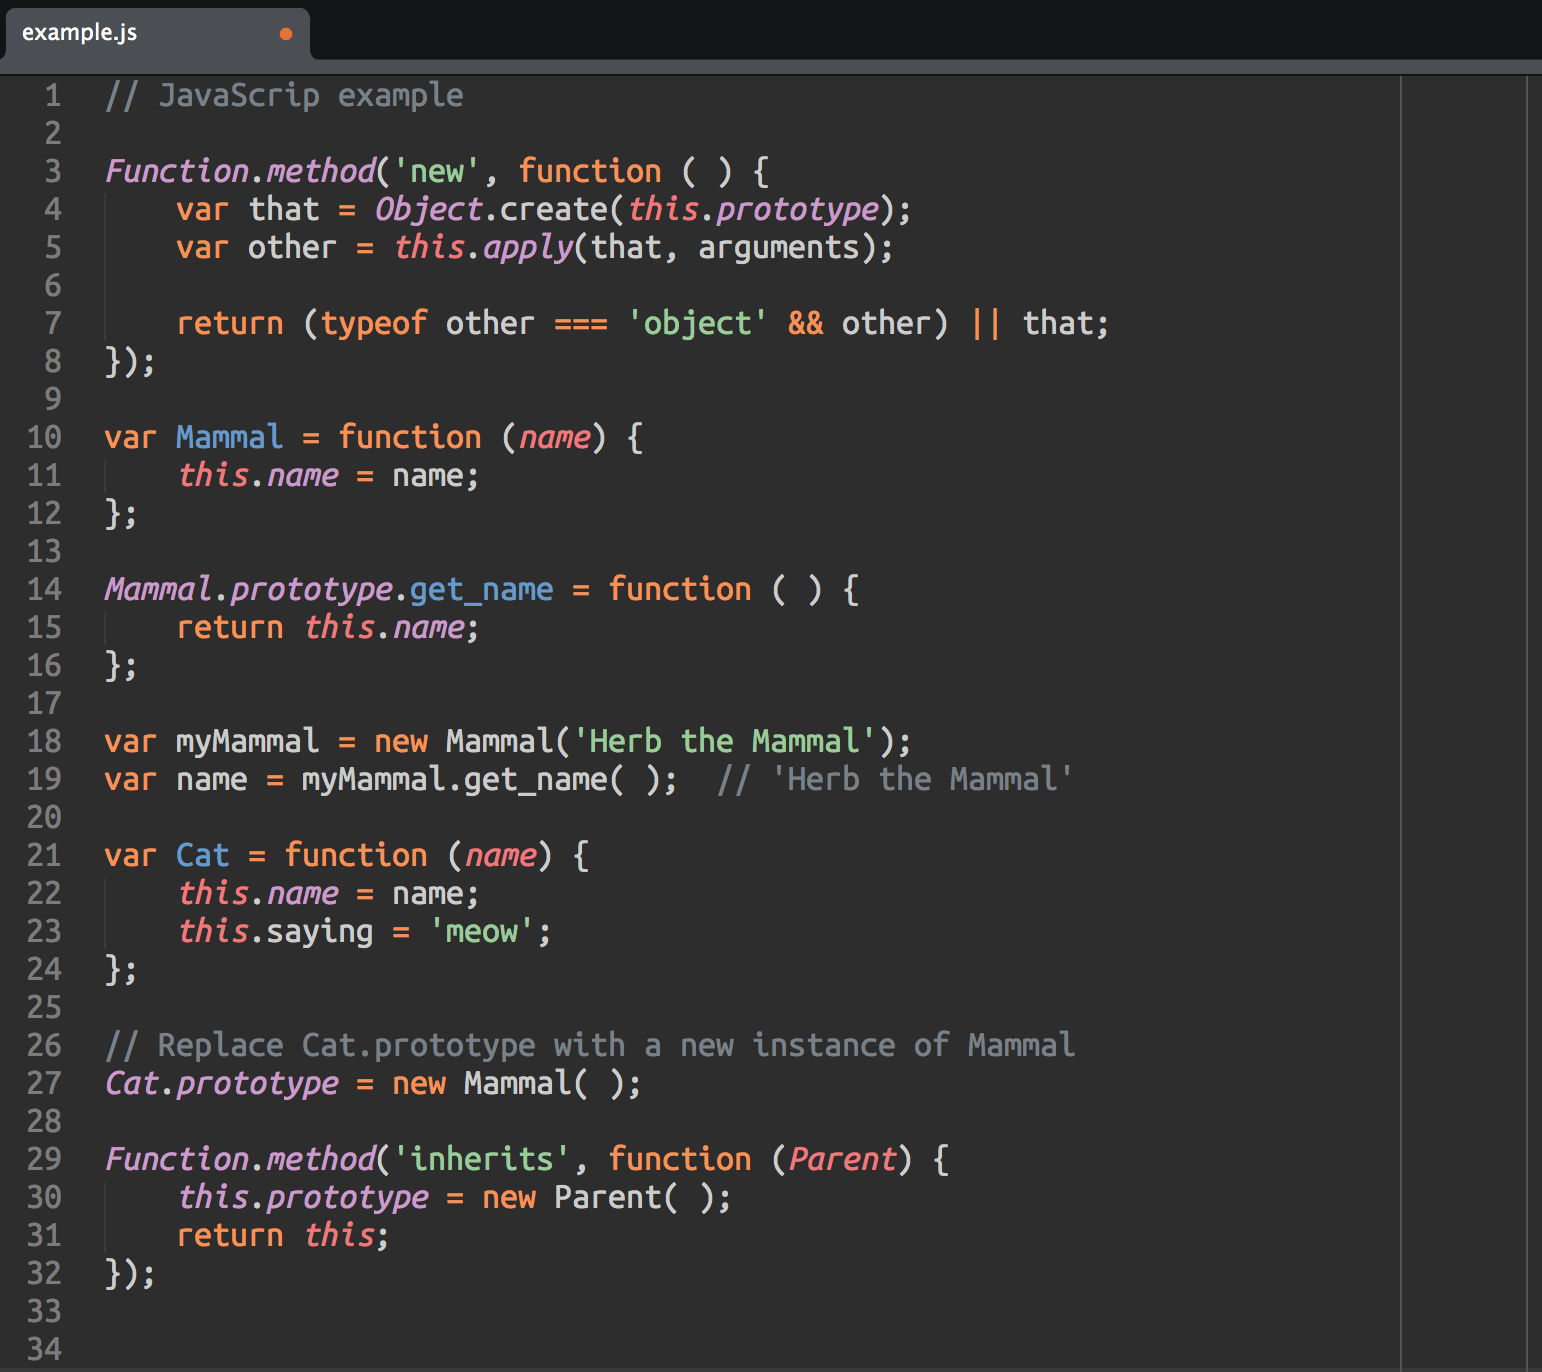 example.js
1 // JavaScrip example
2
3 Function.method('new', function ( ) {
4     var that = Object.create(this.prototype);
5     var other = this.apply(that, arguments);
6
7     return (typeof other === 'object' && other) || that;
8 });
9
10 var Mammal = function (name) {
11     this.name = name;
12 };
13
14 Mammal.prototype.get_name = function ( ) {
15     return this.name;
16 };
17
18 var myMammal = new Mammal('Herb the Mammal');
19 var name = myMammal.get_name( );  // 'Herb the Mammal'
20
21 var Cat = function (name) {
22     this.name = name;
23     this.saying = 'meow';
24 };
25
26 // Replace Cat.prototype with a new instance of Mammal
27 Cat.prototype = new Mammal( );
28
29 Function.method('inherits', function (Parent) {
30     this.prototype = new Parent( );
31     return this;
32 });
33
34